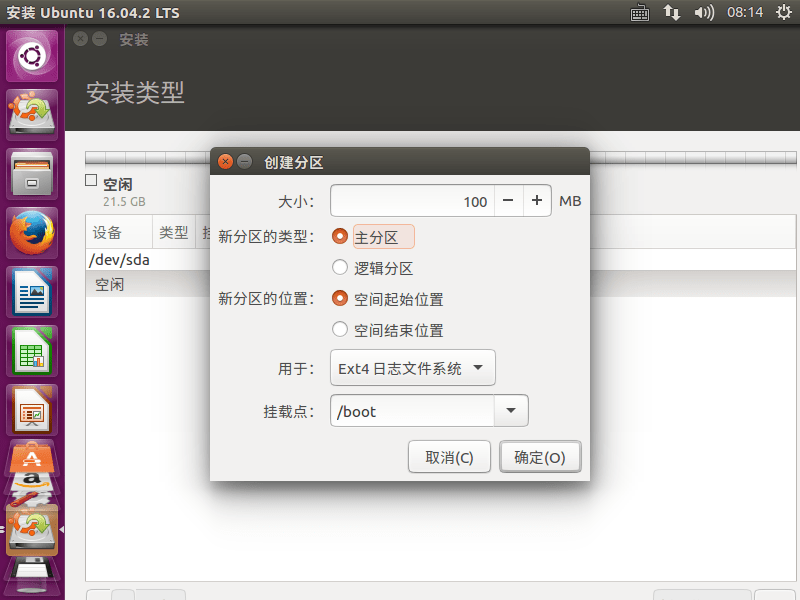 安装 Ubuntu 16.04.2 LTS
08:14
安装
安装类型
创建分区
空闲
21.5 GB
设备 类型
/dev/sda
空闲
大小： 100 − + MB
新分区的类型： 主分区
逻辑分区
新分区的位置： 空间起始位置
空间结束位置
用于： Ext4 日志文件系统
挂载点： /boot
取消(C) 确定(O)